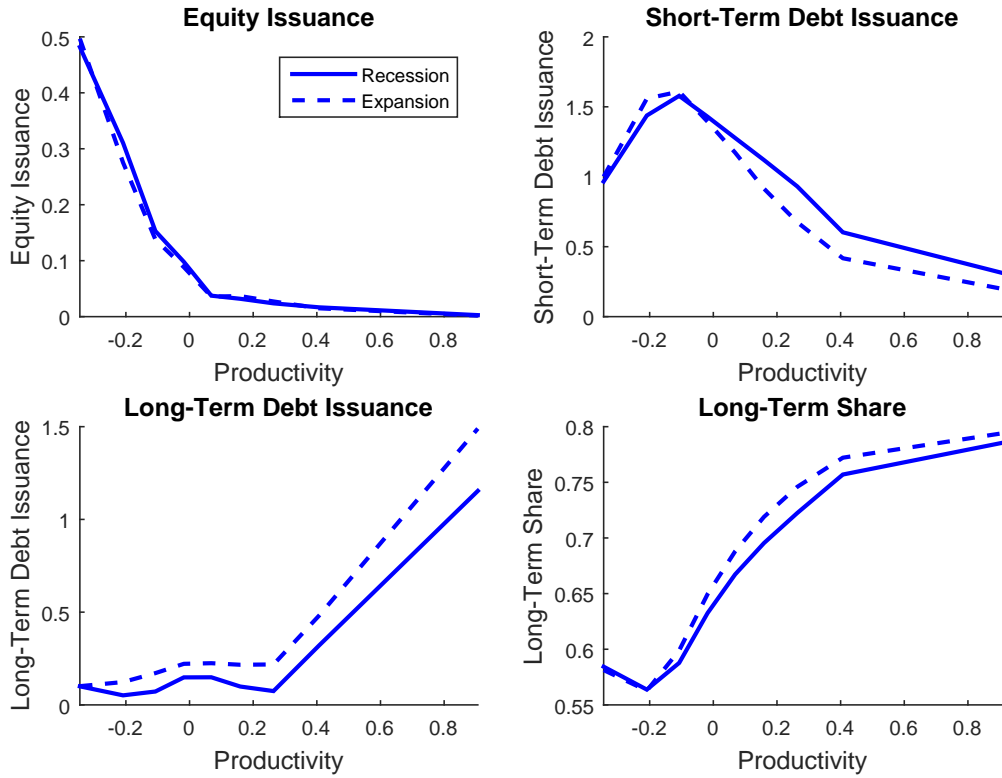 Equity Issuance
0.5
0.4
0.3
0.2
0.1
0
Equity Issuance
Recession
Expansion
-0.2 0 0.2 0.4 0.6 0.8
Productivity
Short-Term Debt Issuance
2
1.5
1
0.5
0
Short-Term Debt Issuance
-0.2 0 0.2 0.4 0.6 0.8
Productivity
Long-Term Debt Issuance
1.5
1
0.5
0
Long-Term Debt Issuance
-0.2 0 0.2 0.4 0.6 0.8
Productivity
Long-Term Share
0.8
0.75
0.7
0.65
0.6
0.55
Long-Term Share
-0.2 0 0.2 0.4 0.6 0.8
Productivity